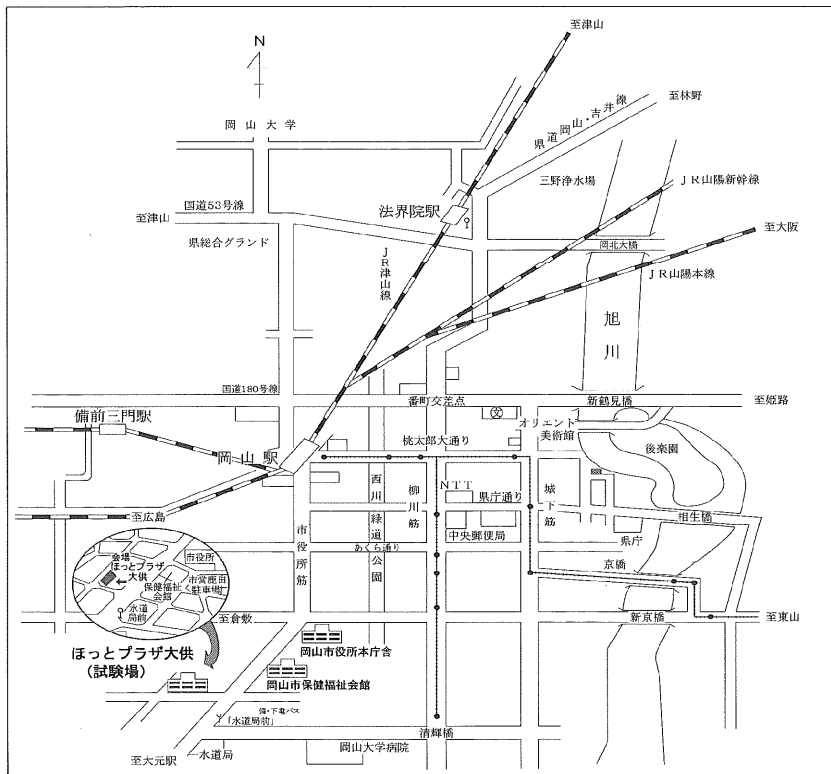 至津山
N
至林野
県道岡山・吉井線
岡山大学
三野浄水場
JR山陽新幹線
国道53号線
法界院駅
至津山
至大阪
県総合グランド
岡北大橋
JR津山線
JR山陽本線
旭川
国道180号線
番町交差点
新鶴見橋
至姫路
備前三門駅
文
オリエント
美術館
桃太郎大通り
後楽園
岡山駅
西川緑道公園
柳川筋
NTT
県庁通り
城下筋
至広島
市役所筋
中央郵便局
相生橋
あくら通り
県庁
会場
ほっとプラザ
大供
市役所
京橋
保健福祉
会館
市営鹿田
駐車場
水道
局前
至倉敷
新京橋
至東山
ほっとプラザ大供
(試験場)
岡山市役所本庁舎
岡山市保健福祉会館
備・下電バス
「水道局前」
清輝橋
水道局
岡山大学病院
至大元駅